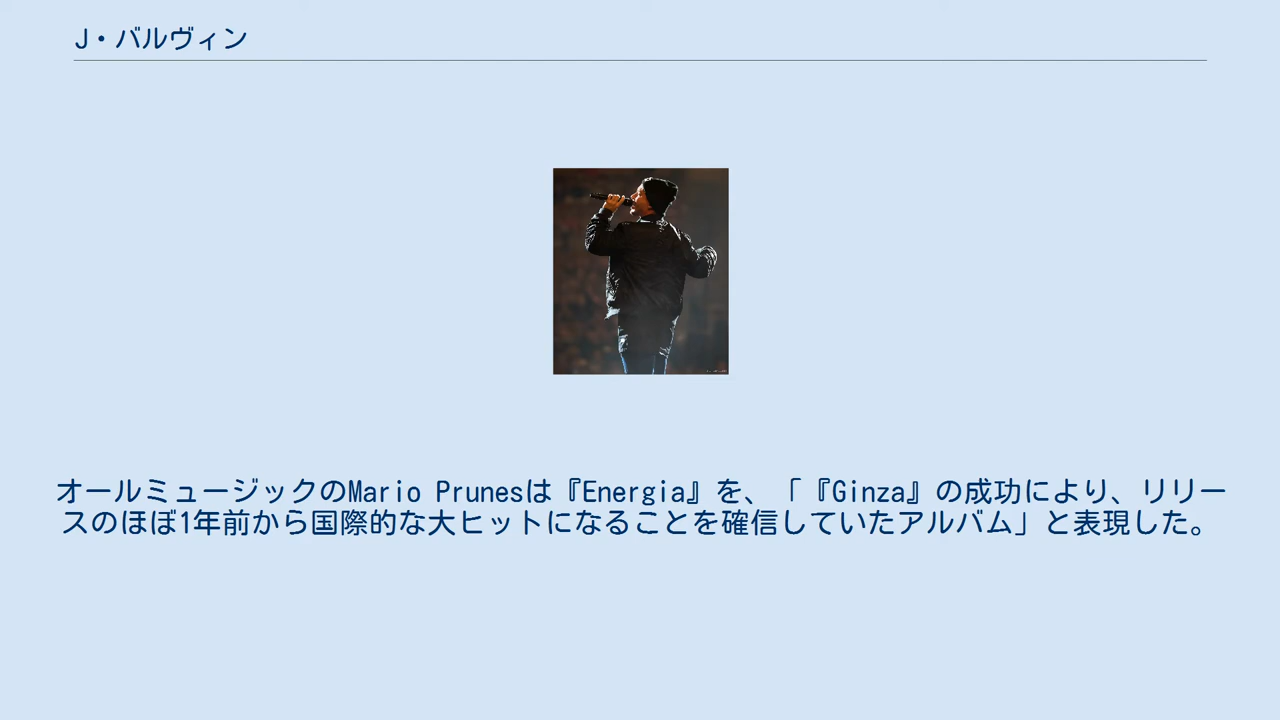 J・バルヴィン
オールミュージックのMario Prunesは『Energia』を、「『Ginza』の成功により、リリー
スのほぼ1年前から国際的な大ヒットになることを確信していたアルバム」と表現した。